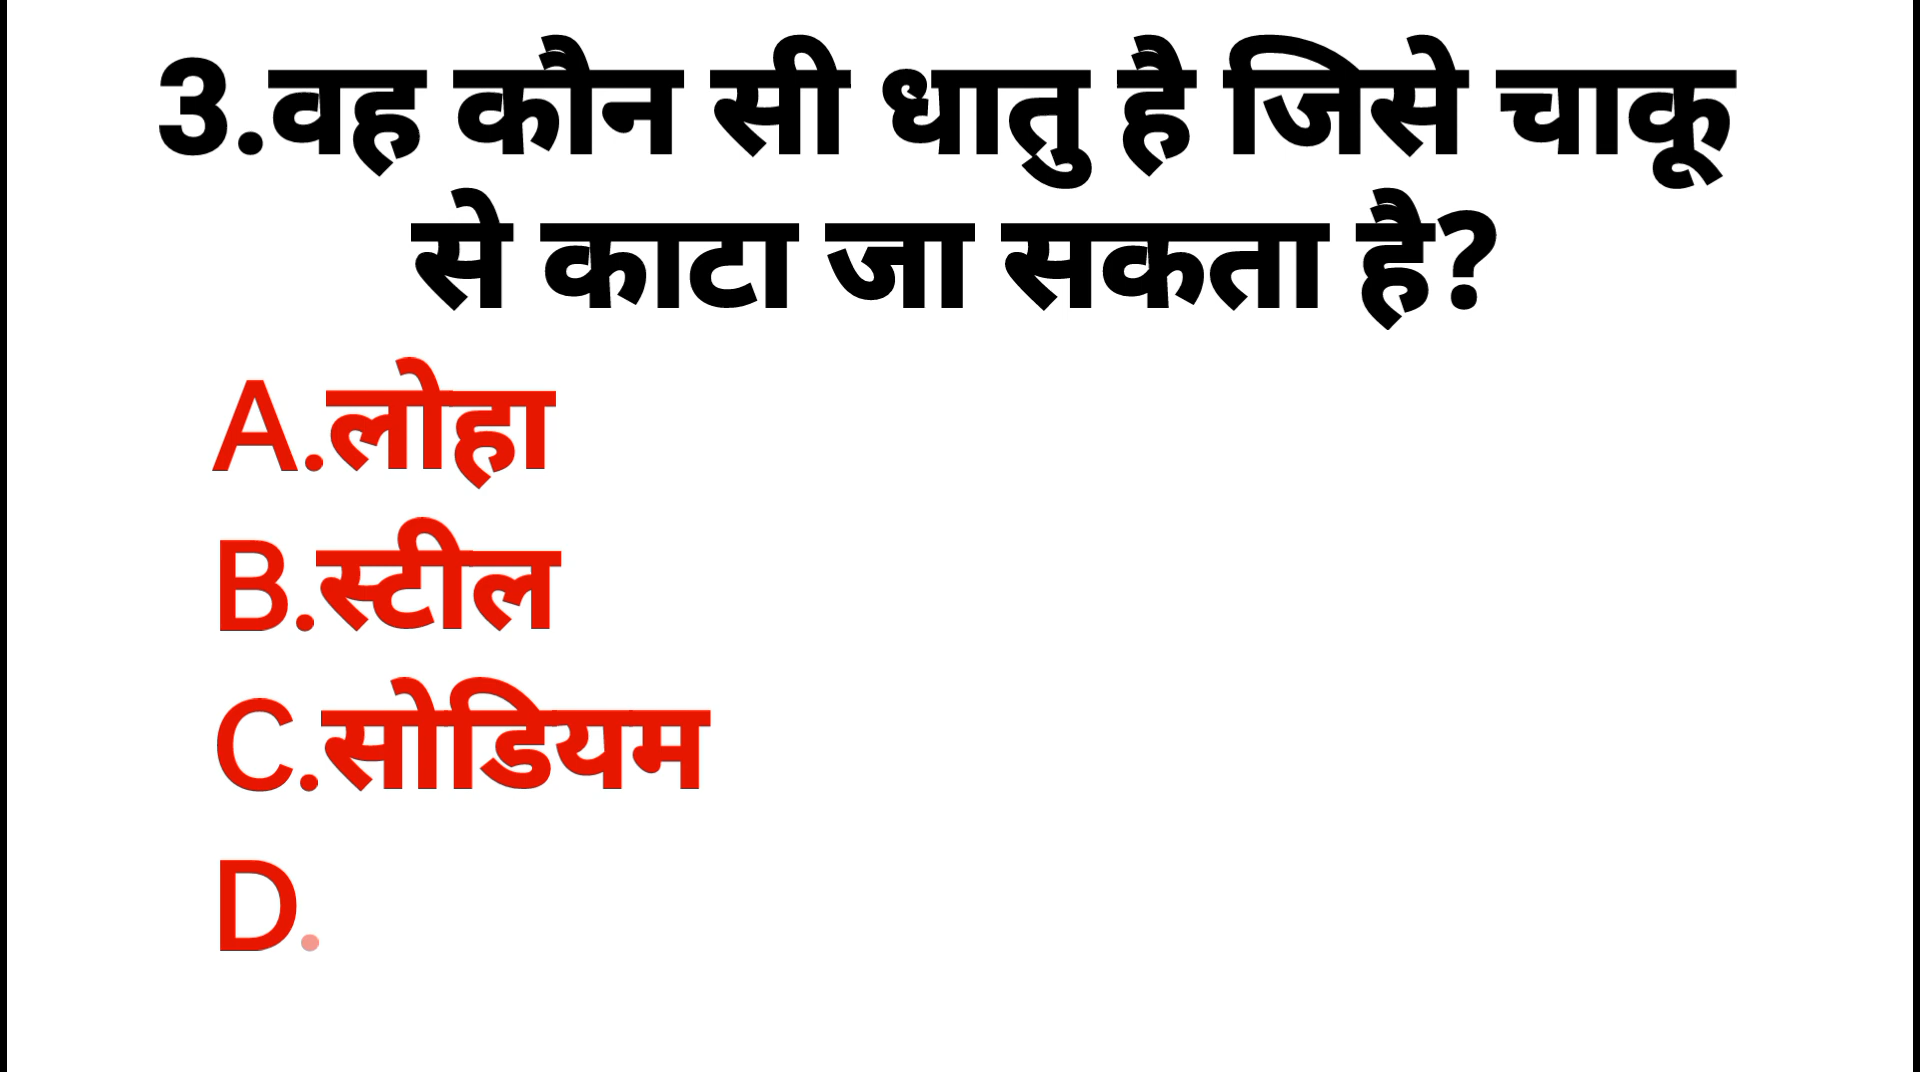 3.वह कौन सी धातु है जिसे चाकू
से काटा जा सकता है?
A.लोहा
B.स्टील
C.सोडियम
D.